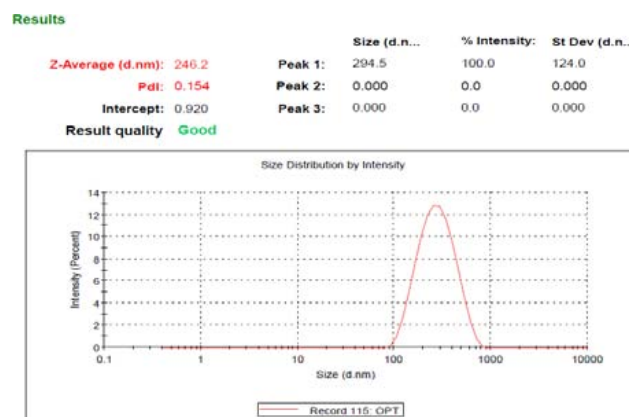 Results
Size (d.n... % Intensity: St Dev (d.n...
Z-Average (d.nm): 246.2 Peak 1: 294.5 100.0 124.0
PdI: 0.154 Peak 2: 0.000 0.0 0.000
Intercept: 0.920 Peak 3: 0.000 0.0 0.000
Result quality Good
Size Distribution by Intensity
Intensity (Percent)
14
12
10
8
6
4
2
0
0.1 1 10 100 1000 10000
Size (d.nm)
Record 115: OPT